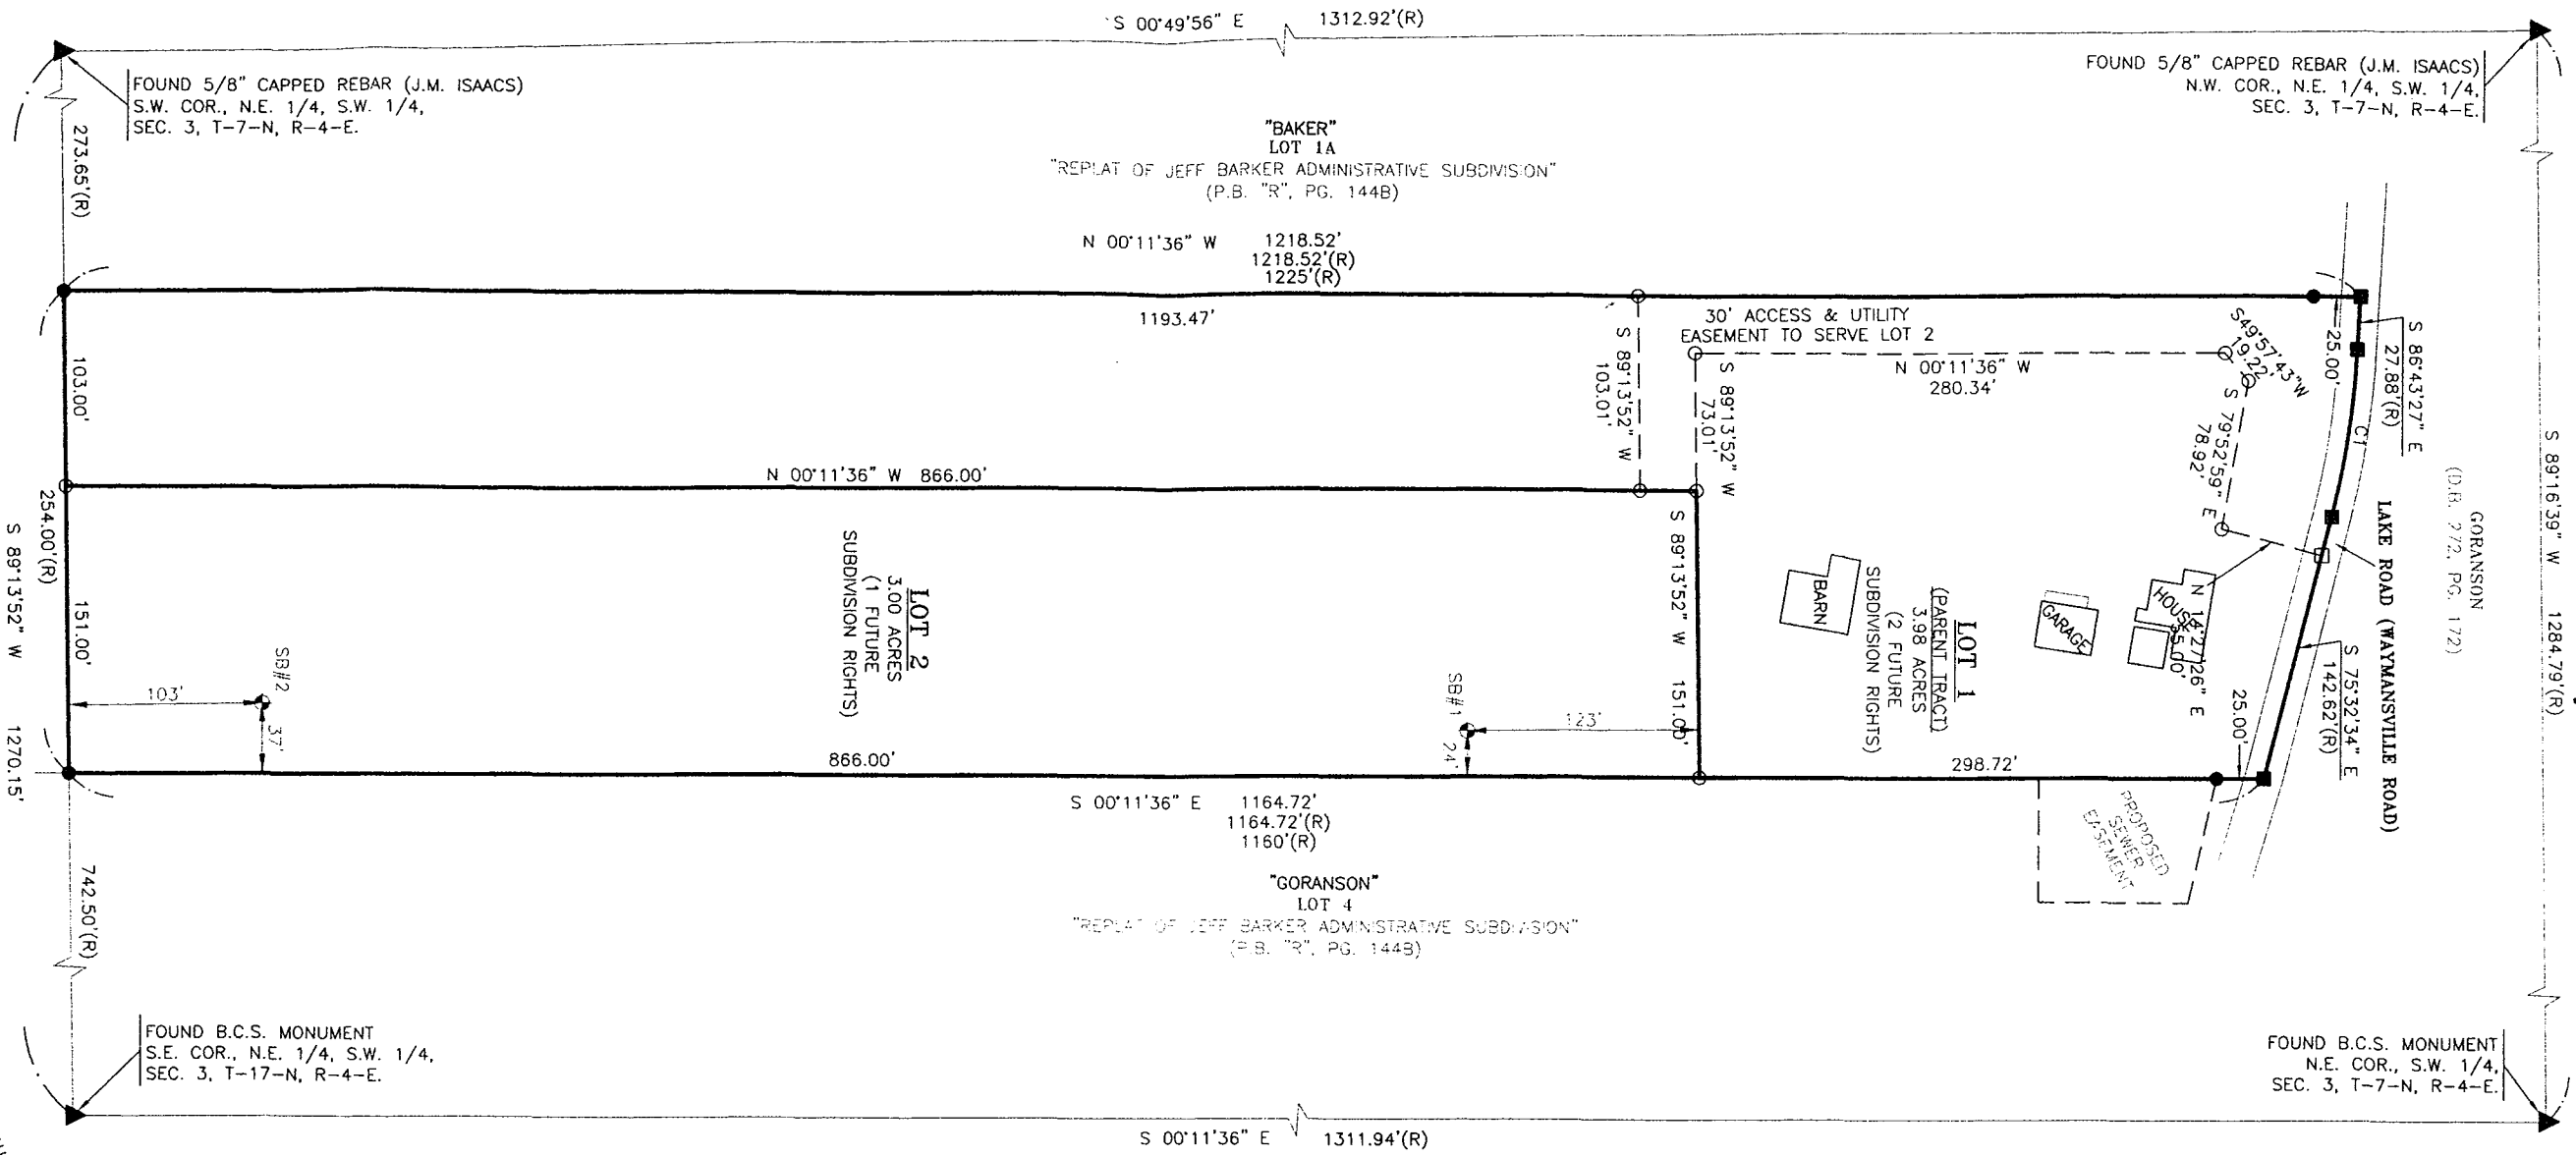 S 00°49'56" E 1312.92'(R)
FOUND 5/8" CAPPED REBAR (J.M. ISAACS)
S.W. COR., N.E. 1/4, S.W. 1/4,
SEC. 3, T-7-N, R-4-E.
FOUND 5/8" CAPPED REBAR (J.M. ISAACS)
N.W. COR., N.E. 1/4, S.W. 1/4,
SEC. 3, T-7-N, R-4-E.
273.65'(R)
"BAKER"
LOT 1A
"REPLAT OF JEFF BARKER ADMINISTRATIVE SUBDIVISION"
(P.B. "R", PG. 144B)
N 00°11'36" W 1218.52'
1218.52'(R)
1225'(R)
1193.47'
30' ACCESS & UTILITY
EASEMENT TO SERVE LOT 2
S 89°13'52" W
103.01'
S 89°13'52" W
73.01'
N 00°11'36" W
280.34'
S49°57'43"W
19.22'
S 79°52'59" E
78.92'
25.00'
S 86°43'27" E
27.88'(R)
C1
LAKE ROAD (WAYMANSVILLE ROAD)
GORANSON
(D.B. 272, PG. 172)
S 89°16'39" W 1284.79'(R)
103.00'
N 00°11'36" W 866.00'
254.00'(R)
S 89°13'52" W 1270.15'
151.00'
SB#2
103'
37'
LOT 2
3.00 ACRES
(1 FUTURE
SUBDIVISION RIGHTS)
S 89°13'52" W 151.00'
SB#1
123'
24'
BARN
LOT 1
(PARENT TRACT)
3.98 ACRES
(2 FUTURE
SUBDIVISION RIGHTS)
GARAGE
HOUSE
N 14°27'26" E
35.00'
25.00'
S 75°32'34" E
142.62'(R)
866.00'
298.72'
S 00°11'36" E 1164.72'
1164.72'(R)
1160'(R)
PROPOSED
SEWER
EASEMENT
"GORANSON"
LOT 4
"REPLAT OF JEFF BARKER ADMINISTRATIVE SUBDIVISION"
(P.B. "R", PG. 144B)
742.50'(R)
FOUND B.C.S. MONUMENT
S.E. COR., N.E. 1/4, S.W. 1/4,
SEC. 3, T-17-N, R-4-E.
FOUND B.C.S. MONUMENT
N.E. COR., S.W. 1/4,
SEC. 3, T-7-N, R-4-E.
S 00°11'36" E 1311.94'(R)